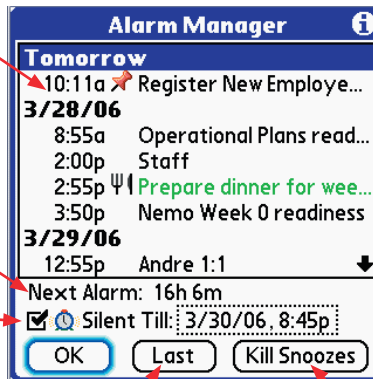 Alarm Manager
Tomorrow
10:11a Register New Employe...
3/28/06
8:55a Operational Plans read...
2:00p Staff
2:55p Prepare dinner for wee...
3:50p Nemo Week 0 readiness
3/29/06
12:55p Andre 1:1
Next Alarm: 16h 6m
Silent Till: 3/30/06, 8:45p
OK Last Kill Snoozes